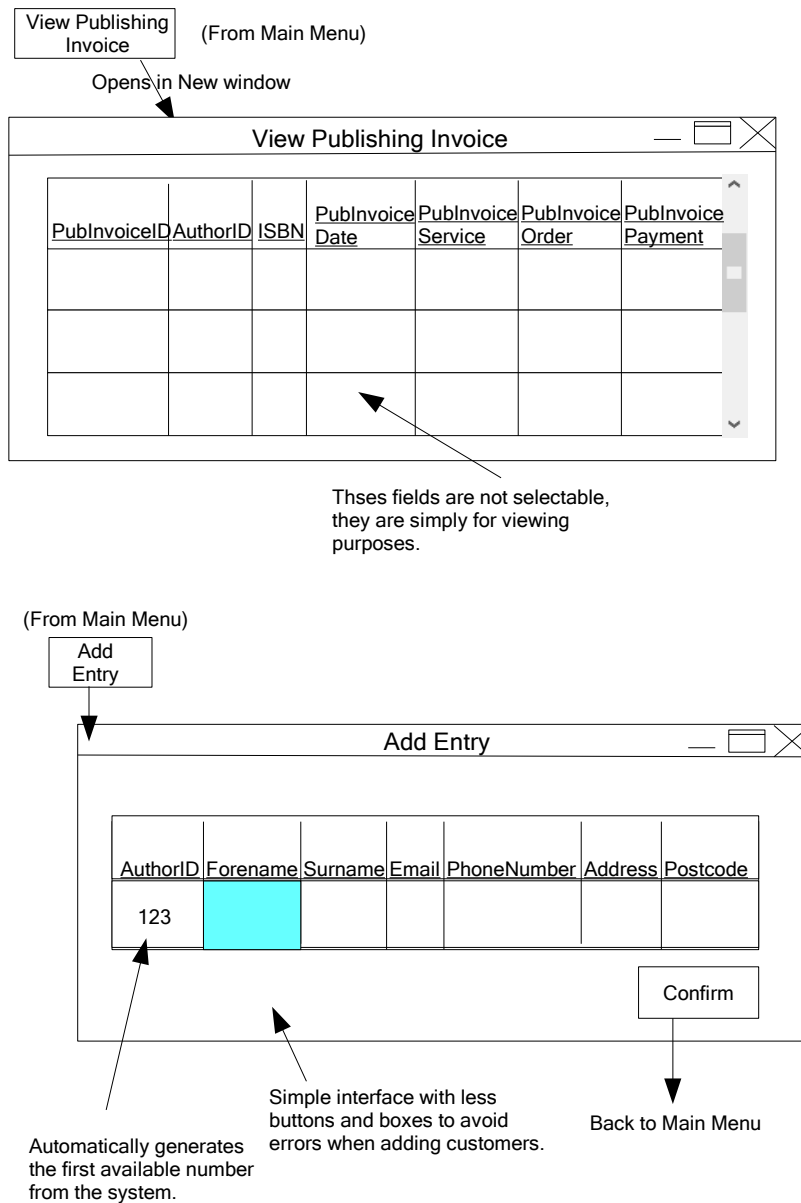 View Publishing
Invoice
(From Main Menu)
Opens in New window
View Publishing Invoice
PubInvoiceID AuthorID ISBN PubInvoice Date PubInvoice Service PubInvoice Order PubInvoice Payment
Thses fields are not selectable,
they are simply for viewing
purposes.
(From Main Menu)
Add
Entry
Add Entry
AuthorID Forename Surname Email PhoneNumber Address Postcode
123
Confirm
Simple interface with less
buttons and boxes to avoid
errors when adding customers.
Back to Main Menu
Automatically generates
the first available number
from the system.